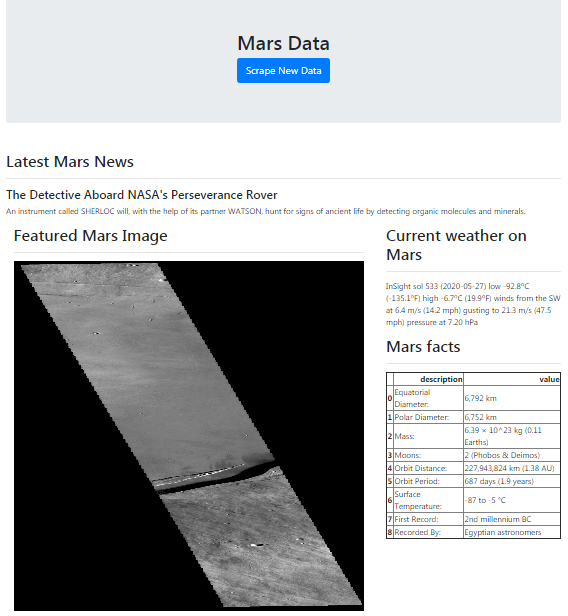 Mars Data
Scrape New Data
Latest Mars News
The Detective Aboard NASA's Perseverance Rover
An instrument called SHERLOC will, with the help of its partner WATSON, hunt for signs of ancient life by detecting organic molecules and minerals.
Featured Mars Image
Current weather on
Mars
InSight sol 533 (2020-05-27) low -92.8ºC
(-135.1ºF) high -6.7ºC (19.9ºF) winds from the SW
at 6.4 m/s (14.2 mph) gusting to 21.3 m/s (47.5
mph) pressure at 7.20 hPa
Mars facts
description value
0 Equatorial Diameter: 6,792 km
1 Polar Diameter: 6,752 km
2 Mass: 6.39 × 10^23 kg (0.11 Earths)
3 Moons: 2 (Phobos & Deimos)
4 Orbit Distance: 227,943,824 km (1.38 AU)
5 Orbit Period: 687 days (1.9 years)
6 Surface Temperature: -87 to -5 °C
7 First Record: 2nd millennium BC
8 Recorded By: Egyptian astronomers